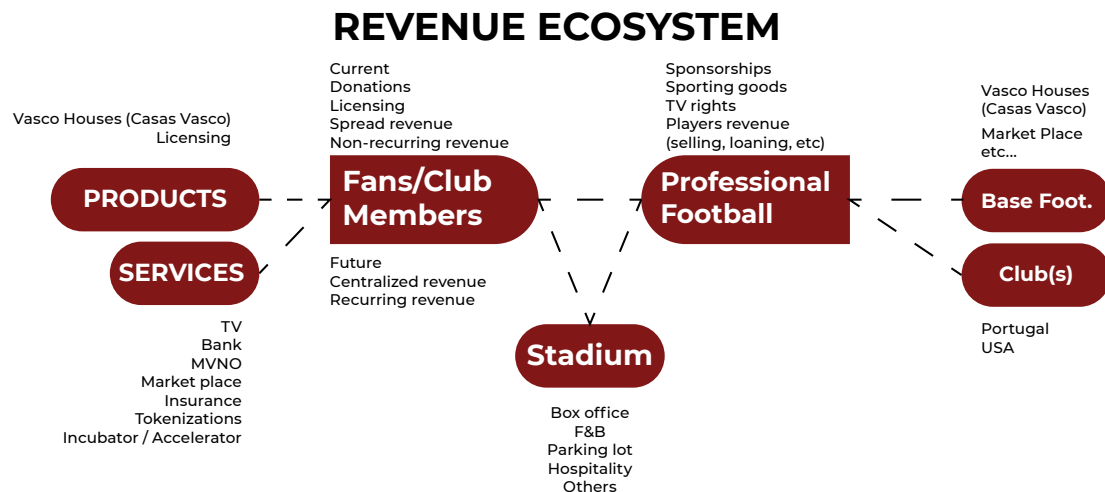 REVENUE ECOSYSTEM
Vasco Houses (Casas Vasco)
Licensing
PRODUCTS
SERVICES
TV
Bank
MVNO
Market place
Insurance
Tokenizations
Incubator / Accelerator
Current
Donations
Licensing
Spread revenue
Non-recurring revenue
Fans/Club
Members
Future
Centralized revenue
Recurring revenue
Sponsorships
Sporting goods
TV rights
Players revenue
(selling, loaning, etc)
Professional
Football
Stadium
Box office
F&B
Parking lot
Hospitality
Others
Vasco Houses
(Casas Vasco)
Market Place
etc...
Base Foot.
Club(s)
Portugal
USA